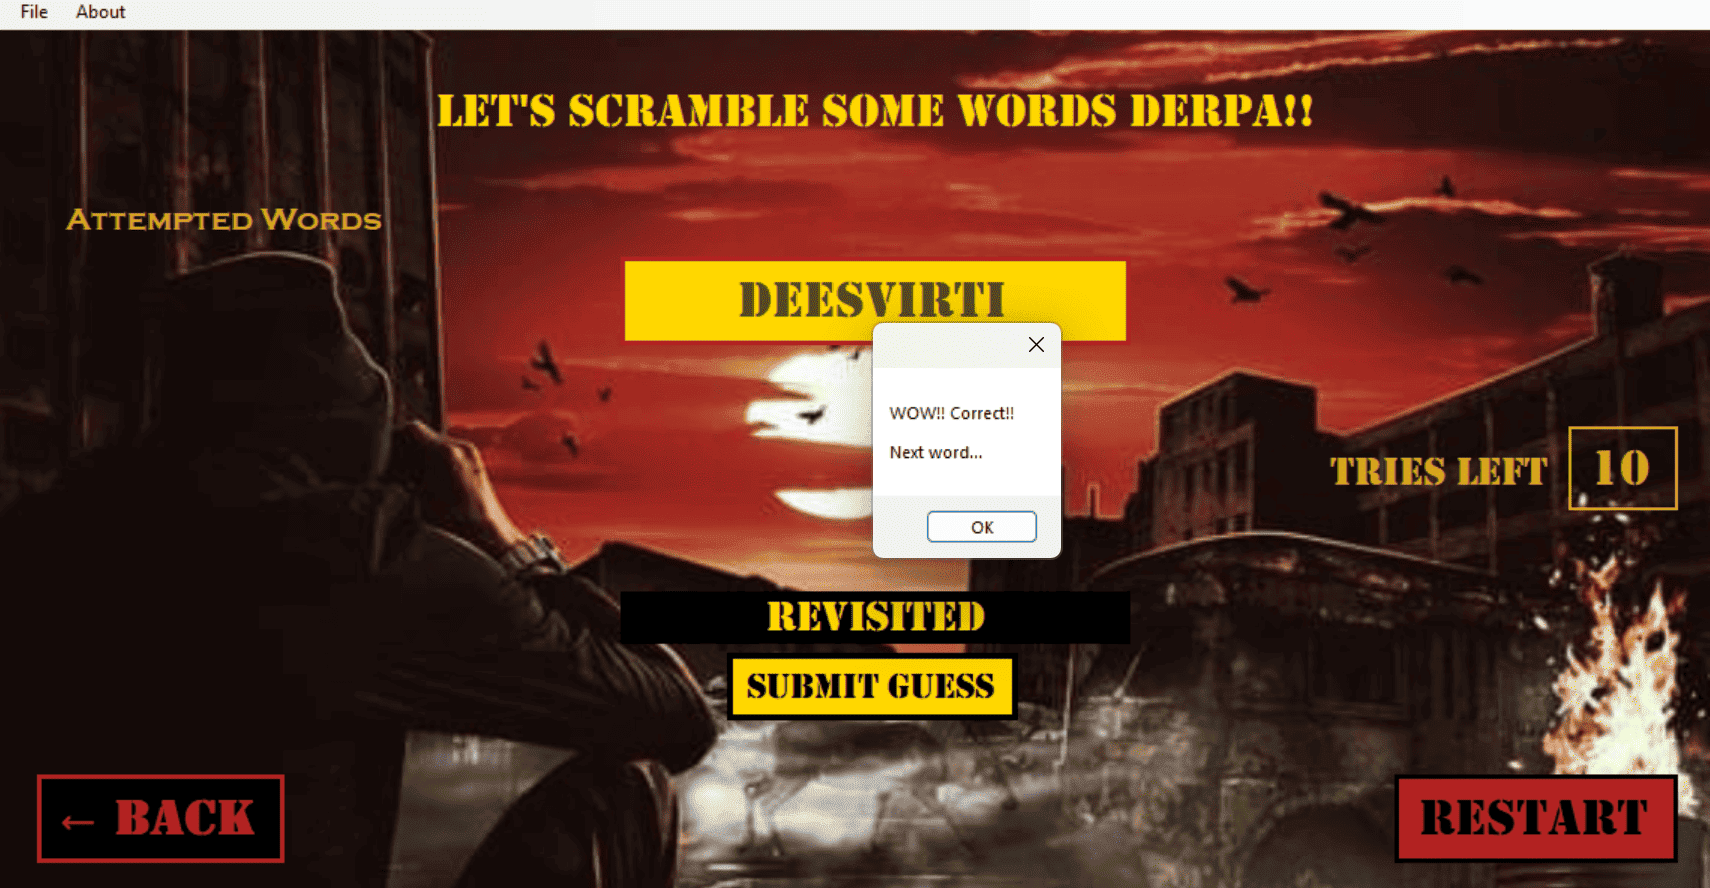 File About
LET'S SCRAMBLE SOME WORDS DERPA!!
ATTEMPTED WORDS
DEESVIRTI
WOW!! Correct!!
Next word...
TRIES LEFT 10
OK
REVISITED
SUBMIT GUESS
← BACK
RESTART